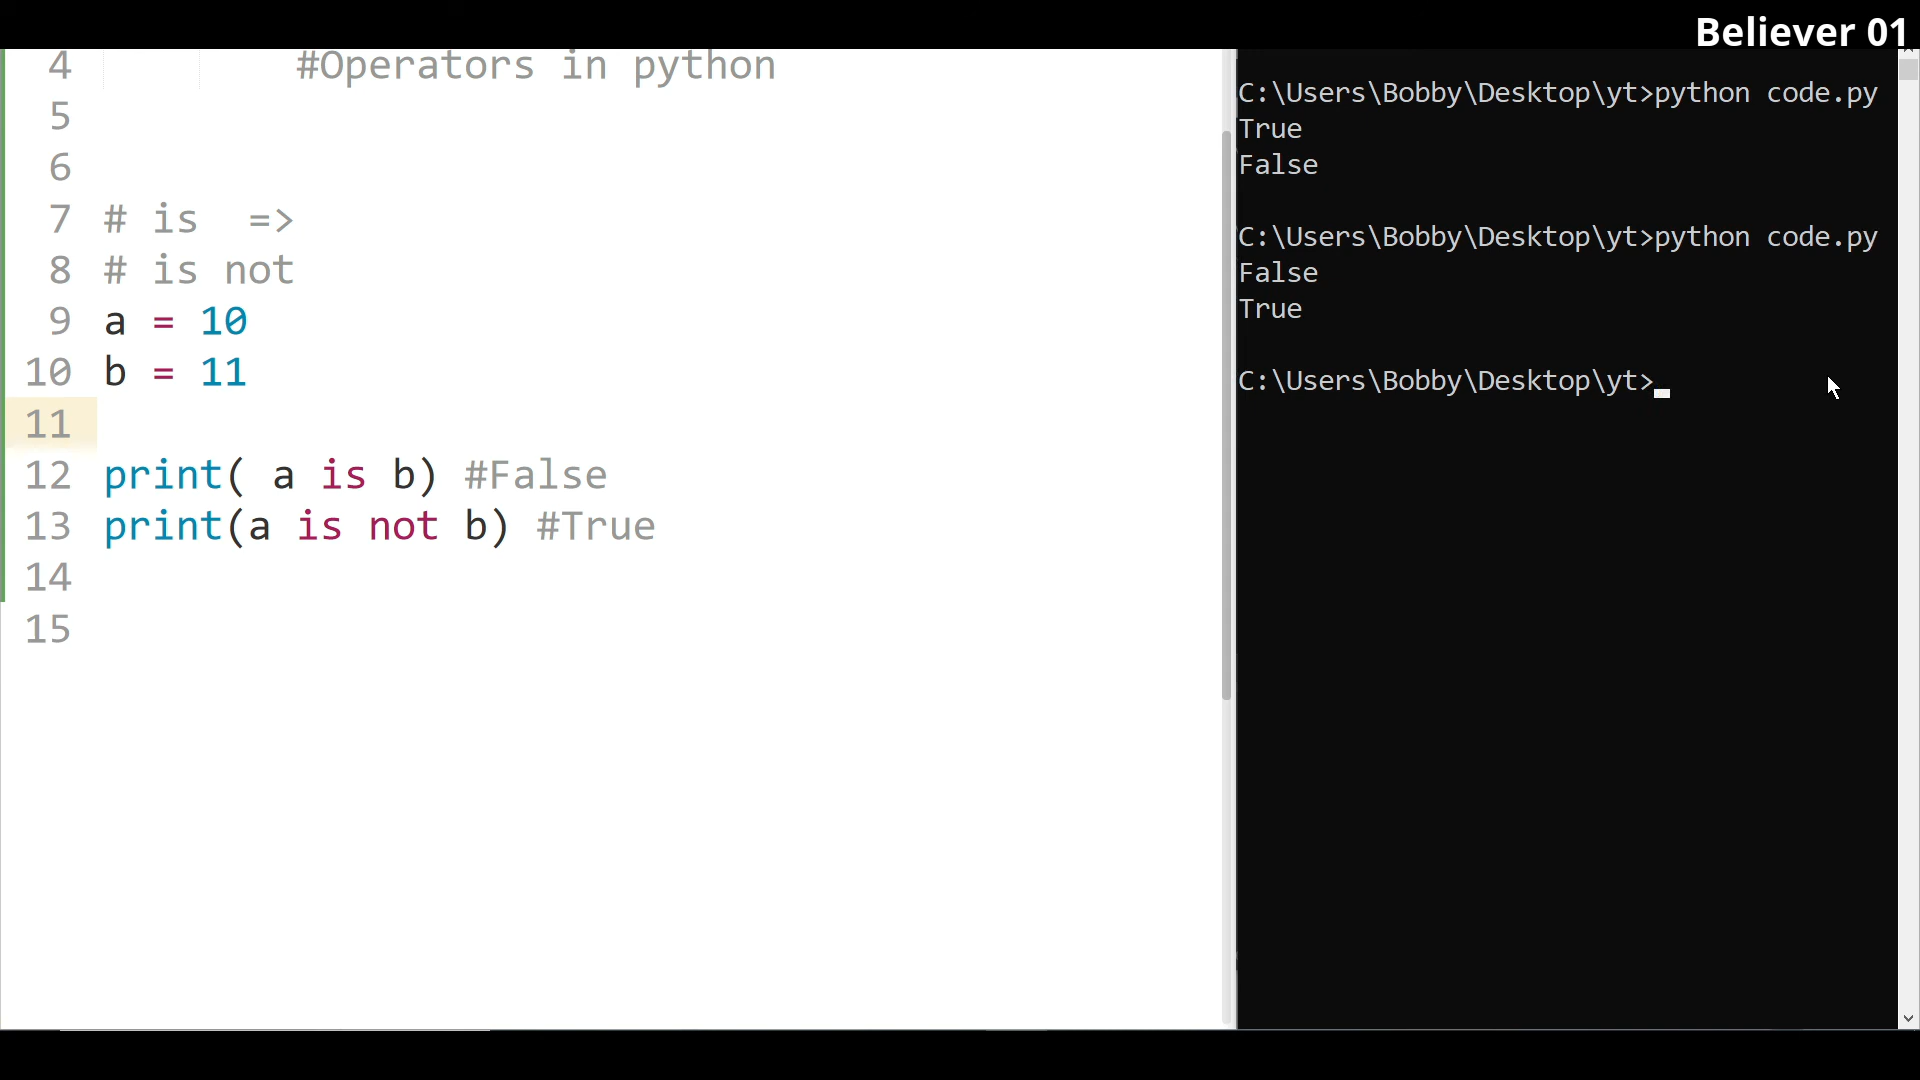 Believer 01
4 #Operators in python
5
6
7 # is  =>
8 # is not
9 a = 10
10 b = 11
11
12 print( a is b) #False
13 print(a is not b) #True
14
15
C:\Users\Bobby\Desktop\yt>python code.py
True
False
C:\Users\Bobby\Desktop\yt>python code.py
False
True
C:\Users\Bobby\Desktop\yt>